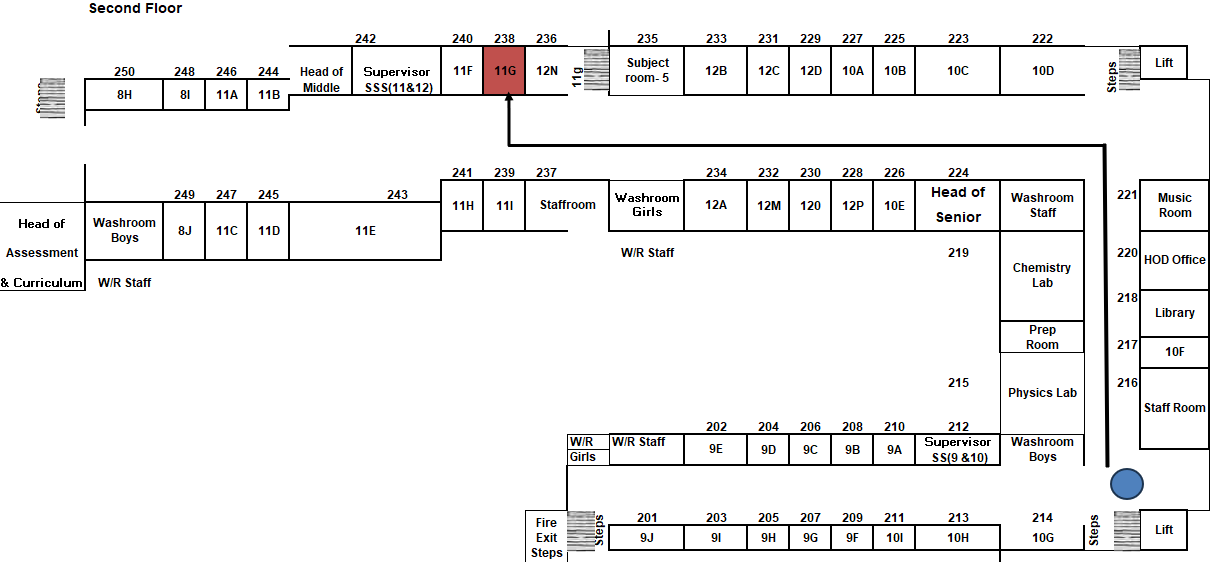 Second Floor
242 240 238 236 235 233 231 229 227 225 223 222
250 248 246 244
Head of
Middle
Supervisor
SSS(11&12)
11F 11G 12N
11g
Subject
room- 5
12B 12C 12D 10A 10B 10C 10D
Steps
Lift
Steps
8H 8I 11A 11B
241 239 237 234 232 230 228 226 224
249 247 245 243
11H 11I Staffroom
Washroom
Girls
12A 12M 120 12P 10E
Head of
Senior
Washroom
Staff
221
Music
Room
Head of
Assessment
& Curriculum
Washroom
Boys
8J 11C 11D 11E
W/R Staff
W/R Staff
219
Chemistry
Lab
220
HOD Office
218
Library
Prep
Room
217
10F
215
Physics Lab
216
Staff Room
202 204 206 208 210 212
W/R
Girls
W/R Staff
9E 9D 9C 9B 9A
Supervisor
SS(9 &10)
Washroom
Boys
201 203 205 207 209 211 213 214
Fire
Exit
Steps
Steps
9J 9I 9H 9G 9F 10I 10H 10G
Steps
Lift